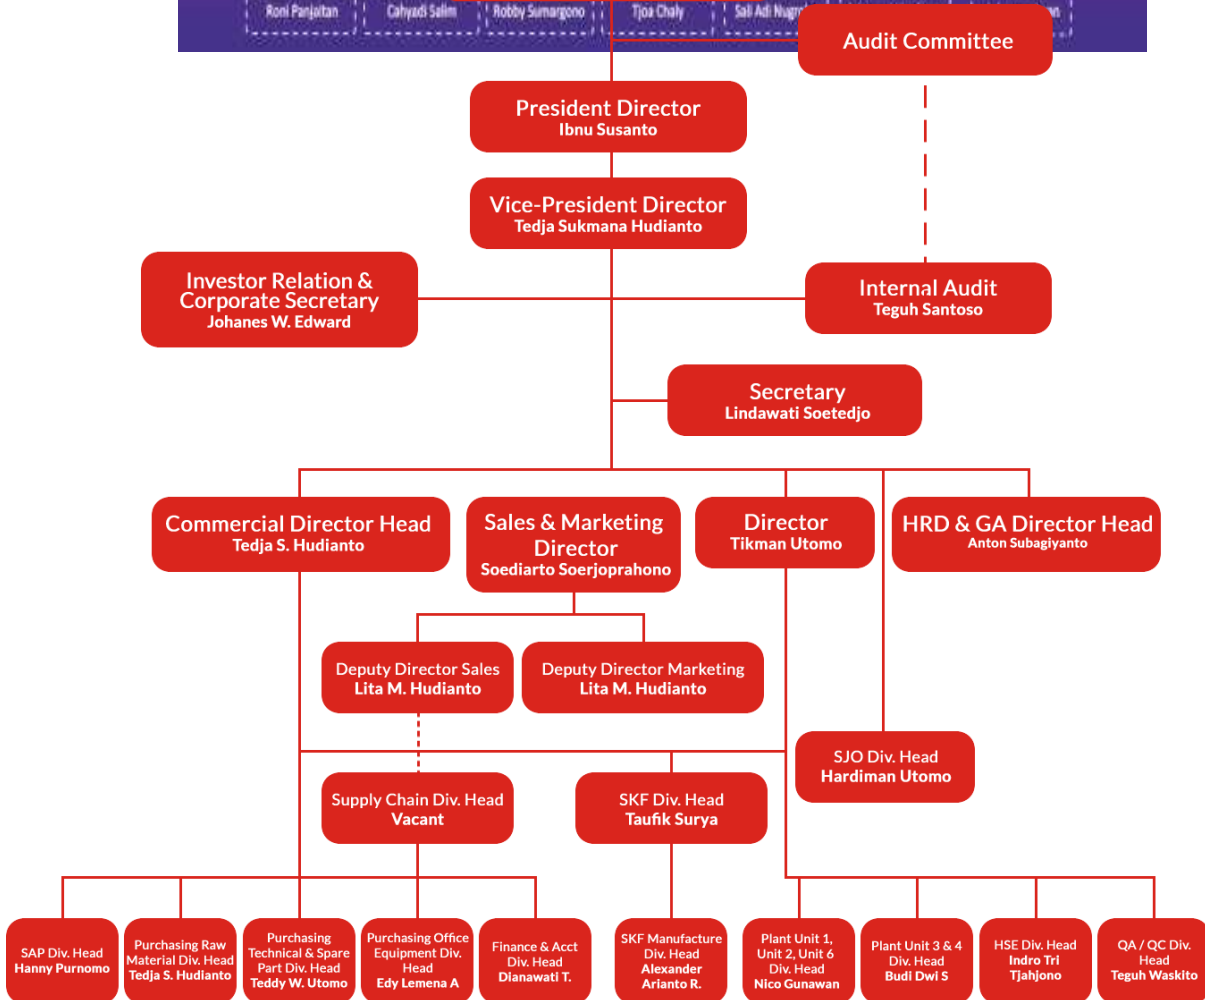 Roni Panjaitan
Cahyadi Salim
Robby Sumargono
Tjoa Chaly
Sali Adi
Audit Committee
President Director
Ibnu Susanto
Vice-President Director
Tedja Sukmana Hudianto
Investor Relation &
Corporate Secretary
Johanes W. Edward
Internal Audit
Teguh Santoso
Secretary
Lindawati Soetedjo
Commercial Director Head
Tedja S. Hudianto
Sales & Marketing
Director
Soediarto Soerjoprahono
Director
Tikman Utomo
HRD & GA Director Head
Anton Subagiyanto
Deputy Director Sales
Lita M. Hudianto
Deputy Director Marketing
Lita M. Hudianto
SJO Div. Head
Hardiman Utomo
Supply Chain Div. Head
Vacant
SKF Div. Head
Taufik Surya
SAP Div. Head
Hanny Purnomo
Purchasing Raw
Material Div. Head
Tedja S. Hudianto
Purchasing
Technical & Spare
Part Div. Head
Teddy W. Utomo
Purchasing Office
Equipment Div.
Head
Edy Lemena A
Finance & Acct
Div. Head
Dianawati T.
SKF Manufacture
Div. Head
Alexander
Arianto R.
Plant Unit 1,
Unit 2, Unit 6
Div. Head
Nico Gunawan
Plant Unit 3 & 4
Div. Head
Budi Dwi S
HSE Div. Head
Indro Tri
Tjahjono
QA / QC Div.
Head
Teguh Waskito